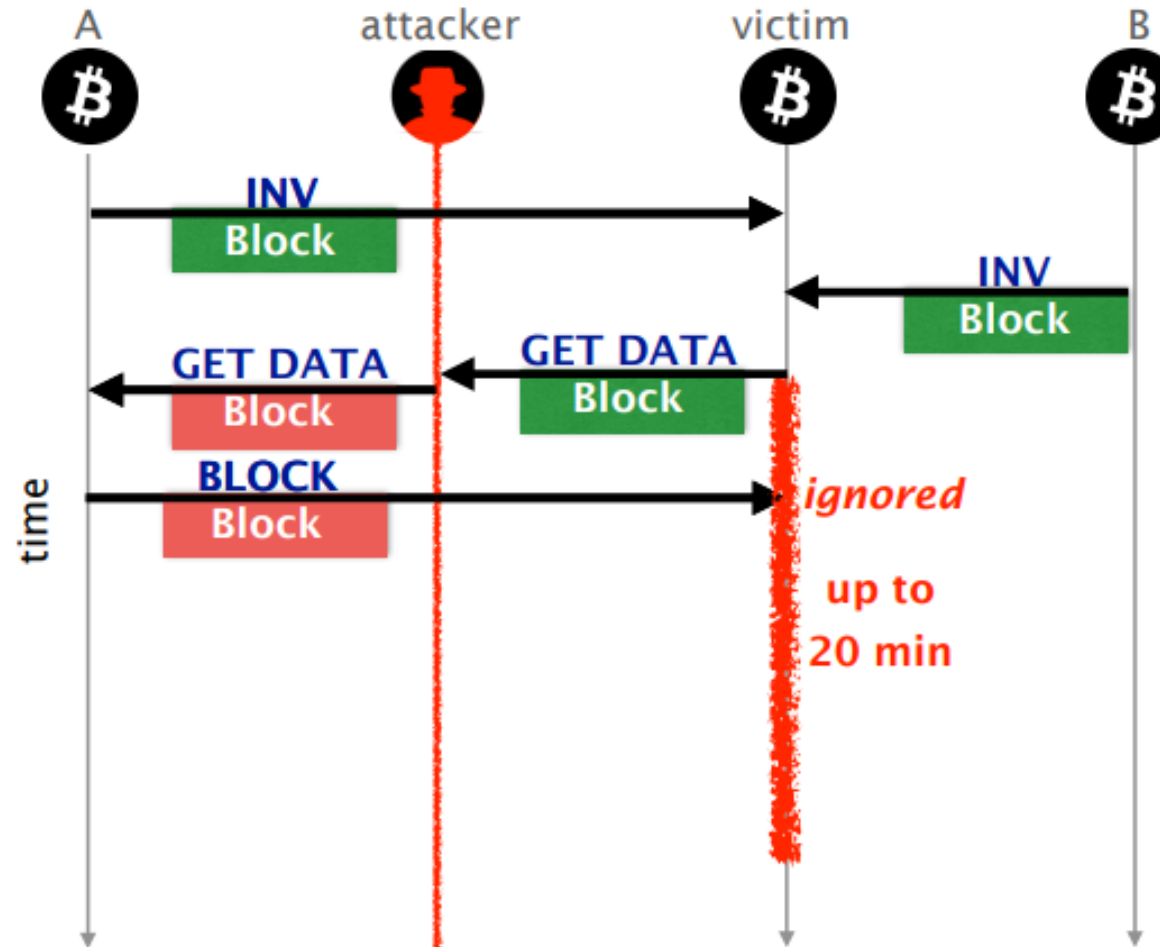 A attacker victim B
INV
Block
INV
Block
GET DATA
Block
GET DATA
Block
BLOCK
Block
ignored
up to
20 min
time